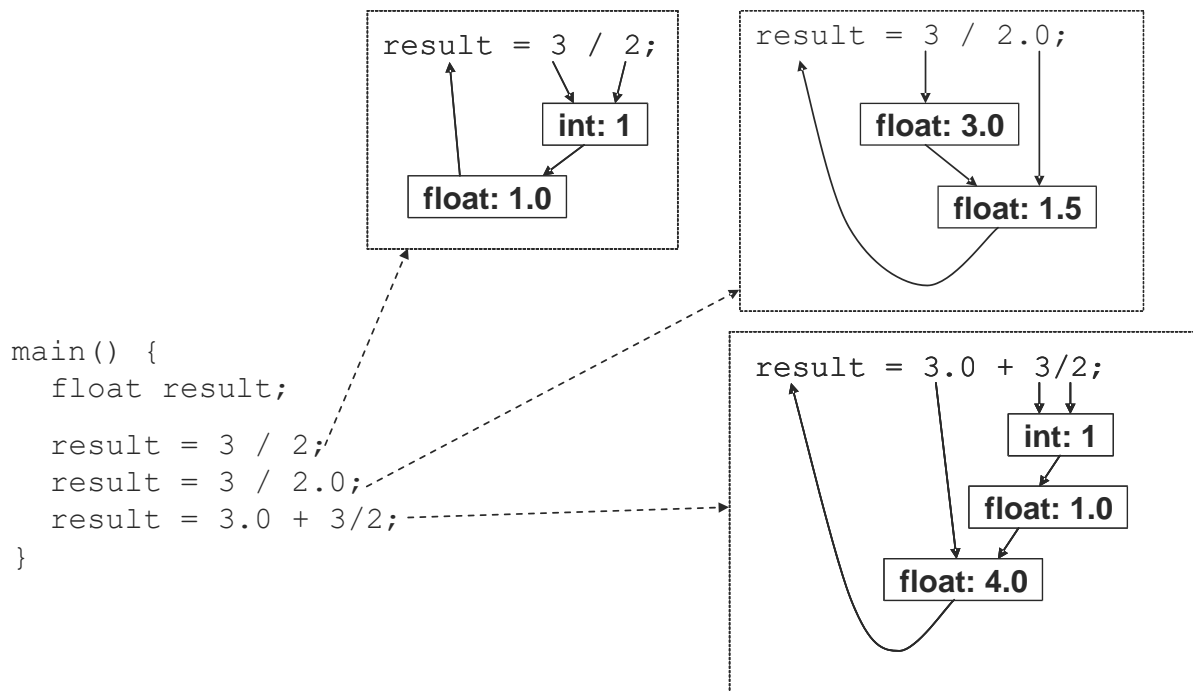 result = 3 / 2;
int: 1
float: 1.0
result = 3 / 2.0;
float: 3.0
float: 1.5
main() {
float result;
result = 3 / 2;
result = 3 / 2.0;
result = 3.0 + 3/2;
}
result = 3.0 + 3/2;
int: 1
float: 1.0
float: 4.0